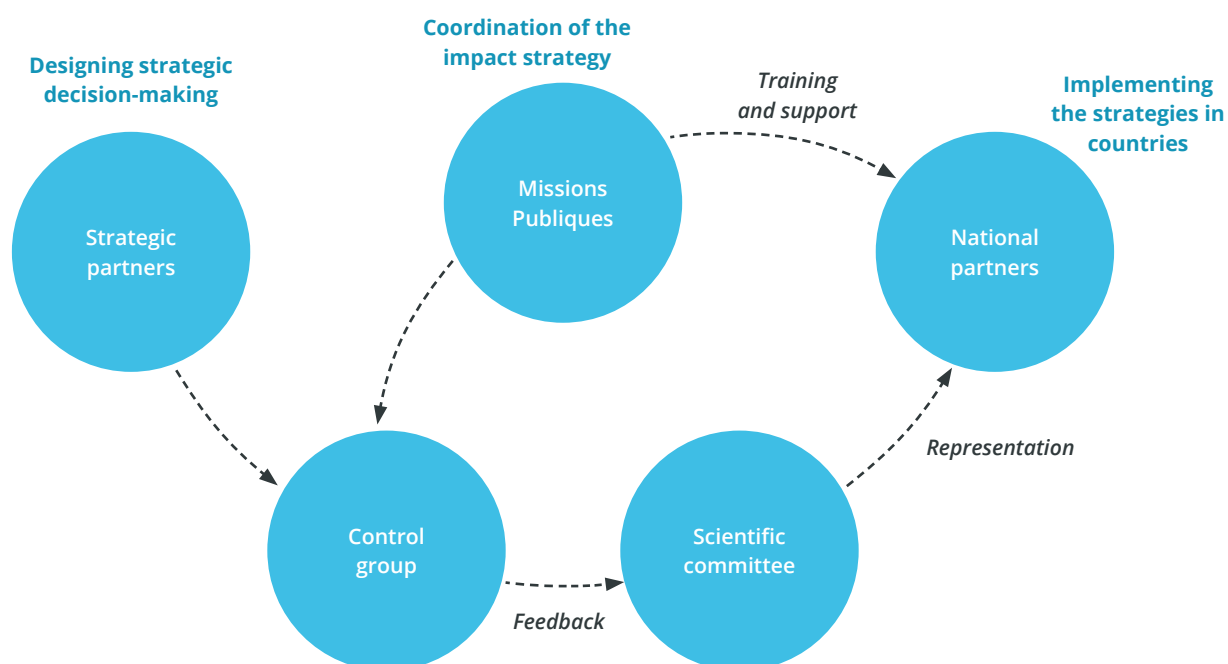 Coordination of the
impact strategy
Designing strategic
decision-making
Training
and support
Implementing
the strategies in
countries
Missions
Publiques
Strategic
partners
National
partners
Representation
Control
group
Scientific
committee
Feedback